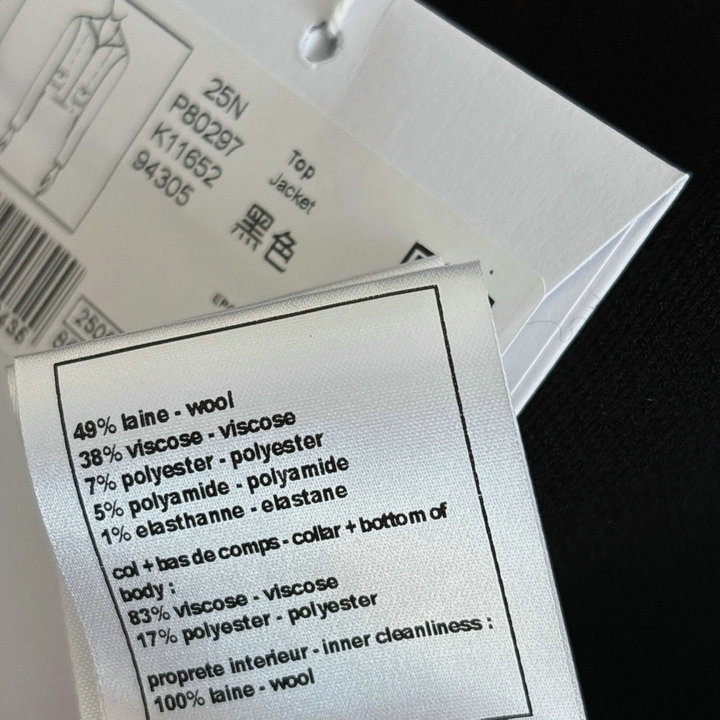 25N
P80297
K11652
94305
Top
Jacket
黑色
49% laine - wool
38% viscose - viscose
7% polyester - polyester
5% polyamide - polyamide
1% elasthanne - elastane
col + bas de comps - collar + bottom of
body :
83% viscose - viscose
17% polyester - polyester
proprete interieur - inner cleanliness :
100% laine - wool